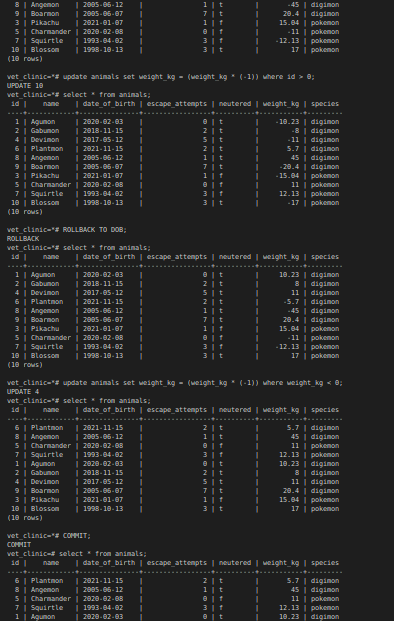 8 | Angemon    | 2005-06-12    |               1 | t        |       -45 | digimon
  9 | Boarmon    | 2005-06-07    |               7 | t        |      20.4 | digimon
  3 | Pikachu    | 2021-01-07    |               1 | f        |     15.04 | pokemon
  5 | Charmander | 2020-02-08    |               0 | f        |       -11 | pokemon
  7 | Squirtle   | 1993-04-02    |               3 | f        |    -12.13 | pokemon
 10 | Blossom    | 1998-10-13    |               3 | t        |        17 | pokemon
(10 rows)
vet_clinic=*# update animals set weight_kg = (weight_kg * (-1)) where id > 0;
UPDATE 10
vet_clinic=*# select * from animals;
 id |    name    | date_of_birth | escape_attempts | neutered | weight_kg | species
----+------------+---------------+-----------------+----------+-----------+---------
  1 | Agumon     | 2020-02-03    |               0 | t        |    -10.23 | digimon
  2 | Gabumon    | 2018-11-15    |               2 | t        |        -8 | digimon
  4 | Devimon    | 2017-05-12    |               5 | t        |       -11 | digimon
  6 | Plantmon   | 2021-11-15    |               2 | t        |       5.7 | digimon
  8 | Angemon    | 2005-06-12    |               1 | t        |        45 | digimon
  9 | Boarmon    | 2005-06-07    |               7 | t        |     -20.4 | digimon
  3 | Pikachu    | 2021-01-07    |               1 | f        |    -15.04 | pokemon
  5 | Charmander | 2020-02-08    |               0 | f        |        11 | pokemon
  7 | Squirtle   | 1993-04-02    |               3 | f        |     12.13 | pokemon
 10 | Blossom    | 1998-10-13    |               3 | t        |       -17 | pokemon
(10 rows)
vet_clinic=*# ROLLBACK TO DOB;
ROLLBACK
vet_clinic=*# select * from animals;
 id |    name    | date_of_birth | escape_attempts | neutered | weight_kg | species
----+------------+---------------+-----------------+----------+-----------+---------
  1 | Agumon     | 2020-02-03    |               0 | t        |     10.23 | digimon
  2 | Gabumon    | 2018-11-15    |               2 | t        |         8 | digimon
  4 | Devimon    | 2017-05-12    |               5 | t        |        11 | digimon
  6 | Plantmon   | 2021-11-15    |               2 | t        |      -5.7 | digimon
  8 | Angemon    | 2005-06-12    |               1 | t        |       -45 | digimon
  9 | Boarmon    | 2005-06-07    |               7 | t        |      20.4 | digimon
  3 | Pikachu    | 2021-01-07    |               1 | f        |     15.04 | pokemon
  5 | Charmander | 2020-02-08    |               0 | f        |       -11 | pokemon
  7 | Squirtle   | 1993-04-02    |               3 | f        |    -12.13 | pokemon
 10 | Blossom    | 1998-10-13    |               3 | t        |        17 | pokemon
(10 rows)
vet_clinic=*# update animals set weight_kg = (weight_kg * (-1)) where weight_kg < 0;
UPDATE 4
vet_clinic=*# select * from animals;
 id |    name    | date_of_birth | escape_attempts | neutered | weight_kg | species
----+------------+---------------+-----------------+----------+-----------+---------
  6 | Plantmon   | 2021-11-15    |               2 | t        |       5.7 | digimon
  8 | Angemon    | 2005-06-12    |               1 | t        |        45 | digimon
  5 | Charmander | 2020-02-08    |               0 | f        |        11 | pokemon
  7 | Squirtle   | 1993-04-02    |               3 | f        |     12.13 | pokemon
  1 | Agumon     | 2020-02-03    |               0 | t        |     10.23 | digimon
  2 | Gabumon    | 2018-11-15    |               2 | t        |         8 | digimon
  4 | Devimon    | 2017-05-12    |               5 | t        |        11 | digimon
  9 | Boarmon    | 2005-06-07    |               7 | t        |      20.4 | digimon
  3 | Pikachu    | 2021-01-07    |               1 | f        |     15.04 | pokemon
 10 | Blossom    | 1998-10-13    |               3 | t        |        17 | pokemon
(10 rows)
vet_clinic=*# COMMIT;
COMMIT
vet_clinic=# select * from animals;
 id |    name    | date_of_birth | escape_attempts | neutered | weight_kg | species
----+------------+---------------+-----------------+----------+-----------+---------
  6 | Plantmon   | 2021-11-15    |               2 | t        |       5.7 | digimon
  8 | Angemon    | 2005-06-12    |               1 | t        |        45 | digimon
  5 | Charmander | 2020-02-08    |               0 | f        |        11 | pokemon
  7 | Squirtle   | 1993-04-02    |               3 | f        |     12.13 | pokemon
  1 | Agumon     | 2020-02-03    |               0 | t        |     10.23 | digimon